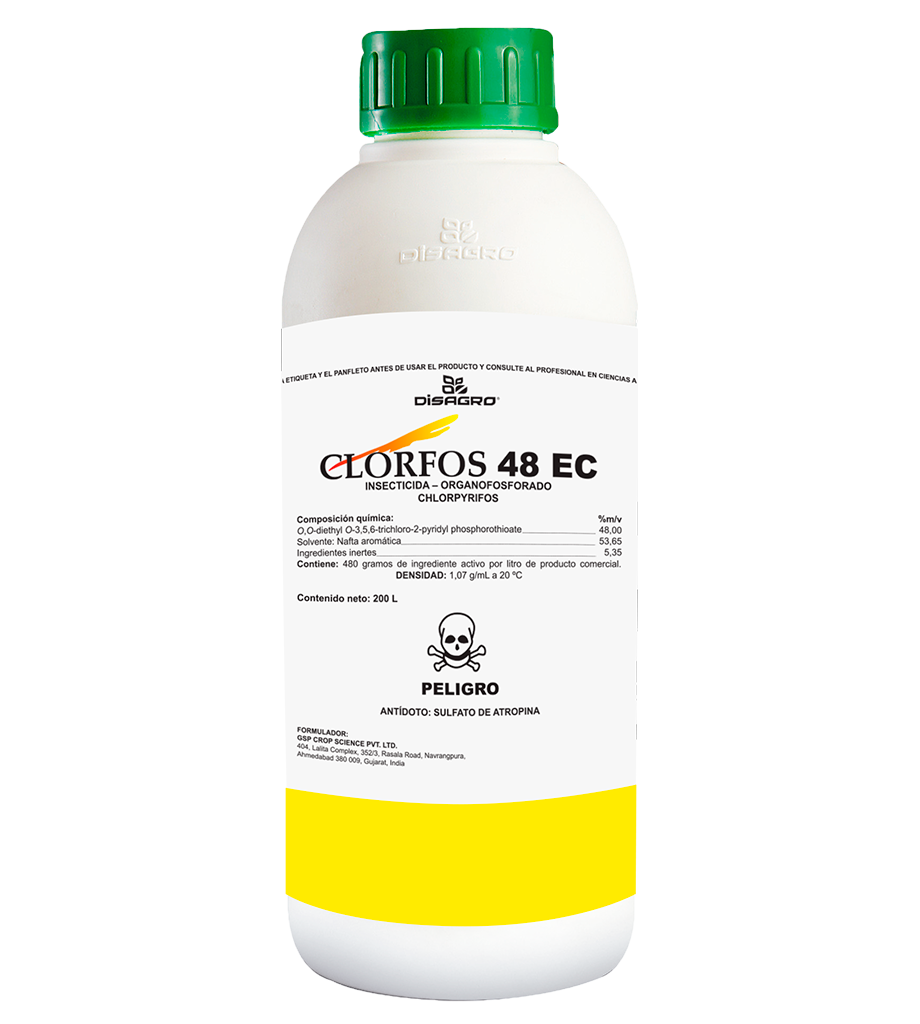 DISAGRO
A ETIQUETA Y EL PANFLETO ANTES DE USAR EL PRODUCTO Y CONSULTE AL PROFESIONAL EN CIENCIAS A
DISAGRO®
CLORFOS 48 EC
INSECTICIDA – ORGANOFOSFORADO
CHLORPYRIFOS
Composición química: %m/v
O,O-diethyl O-3,5,6-trichloro-2-pyridyl phosphorothioate 48,00
Solvente: Nafta aromática 53,65
Ingredientes inertes 5,35
Contiene: 480 gramos de ingrediente activo por litro de producto comercial.
DENSIDAD: 1,07 g/mL a 20 ºC
Contenido neto: 200 L
PELIGRO
ANTÍDOTO: SULFATO DE ATROPINA
FORMULADOR:
GSP CROP SCIENCE PVT. LTD.
404, Lalita Complex, 352/3, Rasala Road, Navrangpura,
Ahmedabad 380 009, Gujarat, India